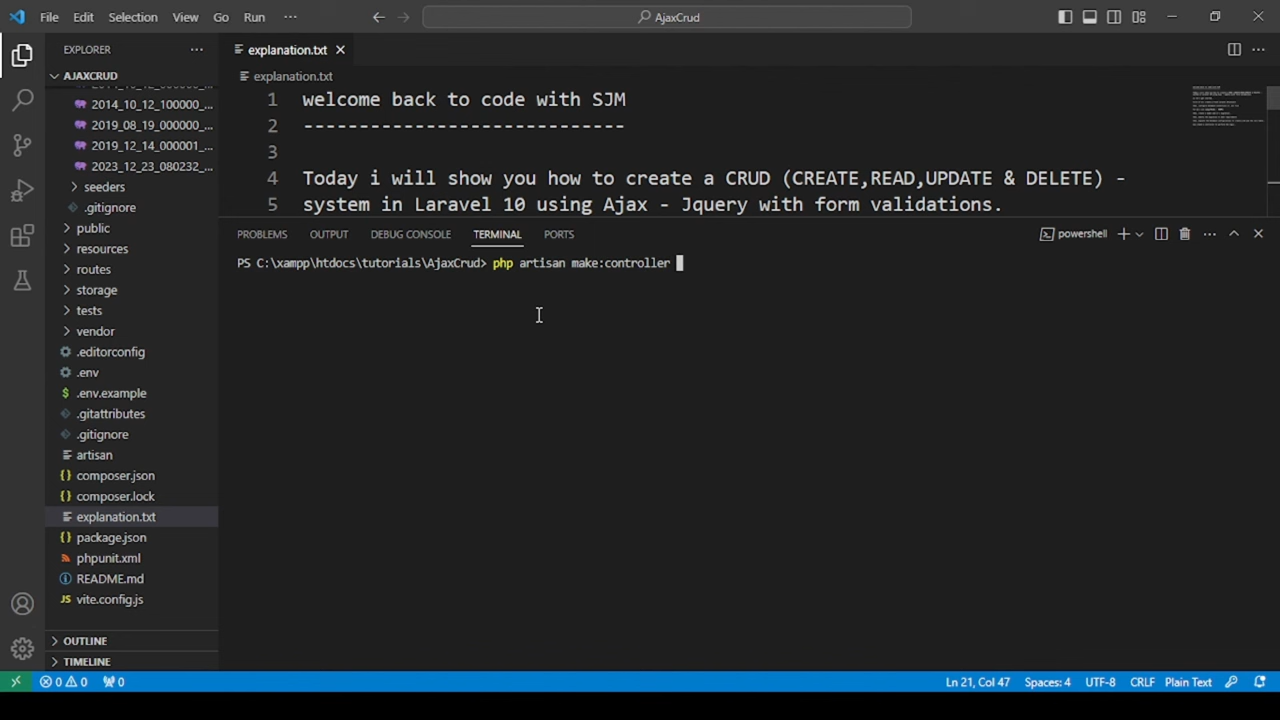 File Edit Selection View Go Run ··· AjaxCrud
EXPLORER ···
explanation.txt
AJAXCRUD
explanation.txt
2014_10_12_100000_...
2019_08_19_000000_...
2019_12_14_000001_...
2023_12_23_080232_...
seeders
.gitignore
public
resources
routes
storage
tests
vendor
.editorconfig
.env
.env.example
.gitattributes
.gitignore
artisan
composer.json
composer.lock
explanation.txt
package.json
phpunit.xml
README.md
vite.config.js
OUTLINE
TIMELINE
1 welcome back to code with SJM
2 ----------------------------
3
4 Today i will show you how to create a CRUD (CREATE,READ,UPDATE & DELETE) -
5 system in Laravel 10 using Ajax - Jquery with form validations.
PROBLEMS OUTPUT DEBUG CONSOLE TERMINAL PORTS powershell
PS C:\xampp\htdocs\tutorials\AjaxCrud> php artisan make:controller
0 0 0 Ln 21, Col 47 Spaces: 4 UTF-8 CRLF Plain Text